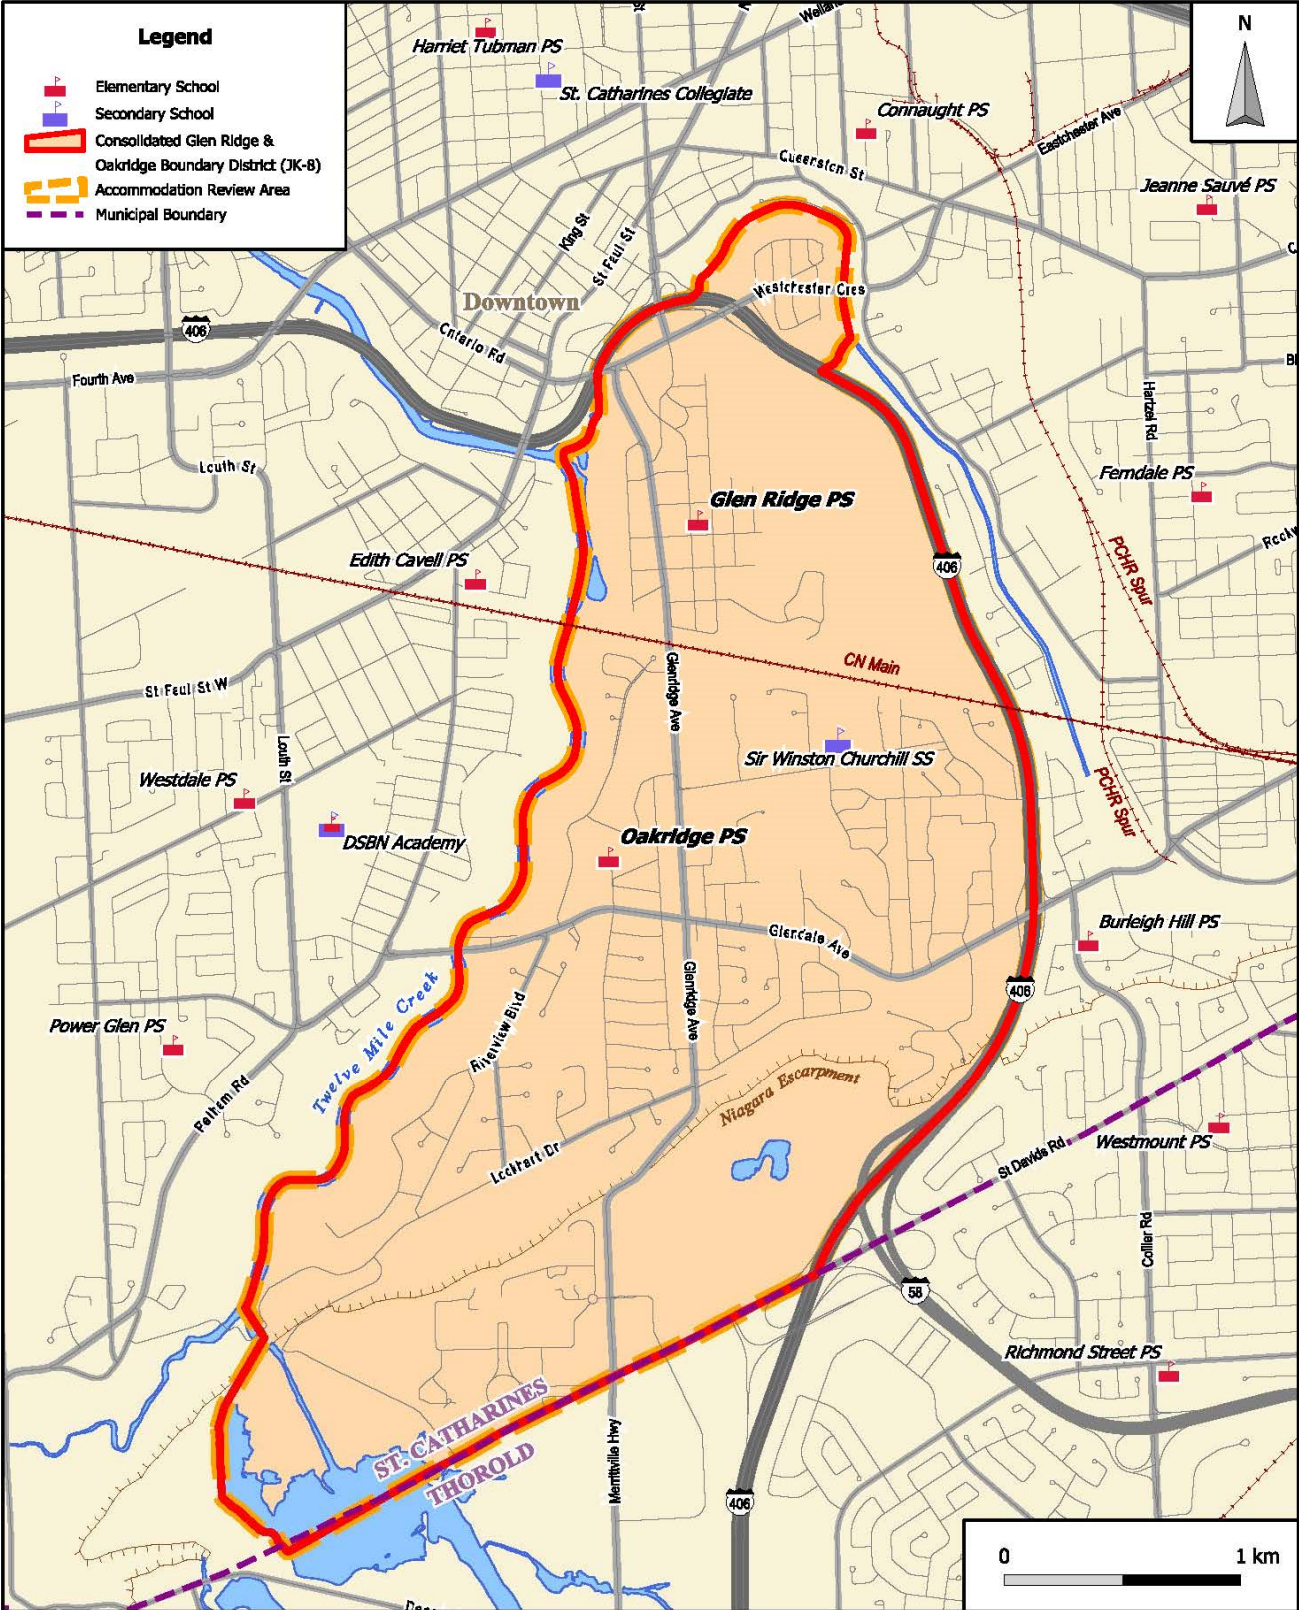 Legend
Elementary School
Secondary School
Consolidated Glen Ridge &
Oakridge Boundary District (JK-8)
Accommodation Review Area
Municipal Boundary
N
Harriet Tubman PS
St. Catharines Collegiate
Connaught PS
Eastchester Ave
Queenston St
Jeanne Sauvé PS
King St
St Paul St
Downtown
Westchester Cres
Ontario Rd
406
Fourth Ave
Hartzel Rd
Louth St
Ferndale PS
Glen Ridge PS
Edith Cavell PS
406
PCHR Spur
CN Main
Glenridge Ave
St Paul St W
Louth St
Sir Winston Churchill SS
Westdale PS
PCHR Spur
DSBN Academy
Oakridge PS
Burleigh Hill PS
Glendale Ave
406
Glenridge Ave
Power Glen PS
Twelve Mile Creek
Riverview Blvd
Pelham Rd
Niagara Escarpment
Westmount PS
St Davids Rd
Lockhart Dr
Collier Rd
58
Richmond Street PS
ST. CATHARINES
THOROLD
Merrittville Hwy
406
0
1 km